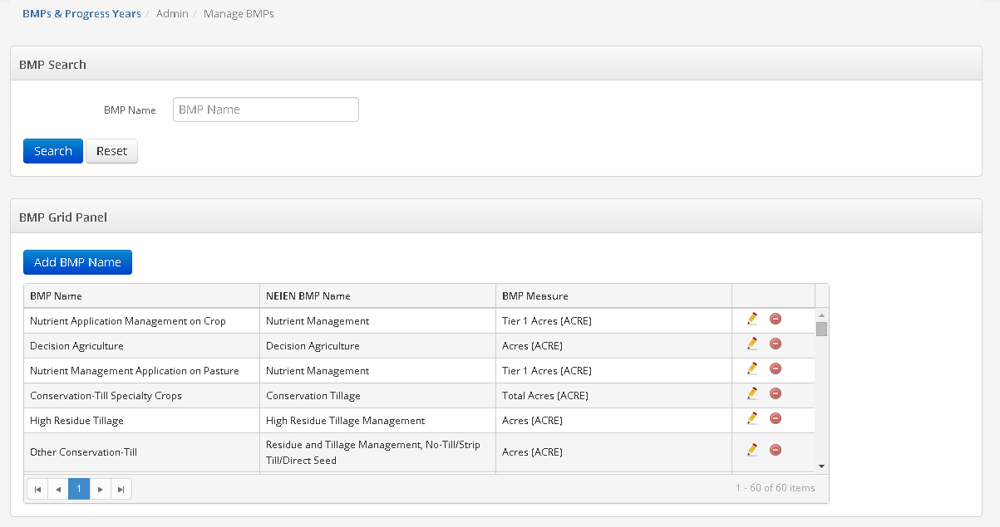 BMPs & Progress Years / Admin / Manage BMPs
BMP Search
BMP Name BMP Name
Search Reset
BMP Grid Panel
Add BMP Name
BMP Name NEIEN BMP Name BMP Measure
Nutrient Application Management on Crop Nutrient Management Tier 1 Acres (ACRE)
Decision Agriculture Decision Agriculture Acres (ACRE)
Nutrient Management Application on Pasture Nutrient Management Tier 1 Acres (ACRE)
Conservation-Till Specialty Crops Conservation Tillage Total Acres (ACRE)
High Residue Tillage High Residue Tillage Management Acres (ACRE)
Other Conservation-Till Residue and Tillage Management, No-Till/Strip Till/Direct Seed Acres (ACRE)
1 1 - 60 of 60 items